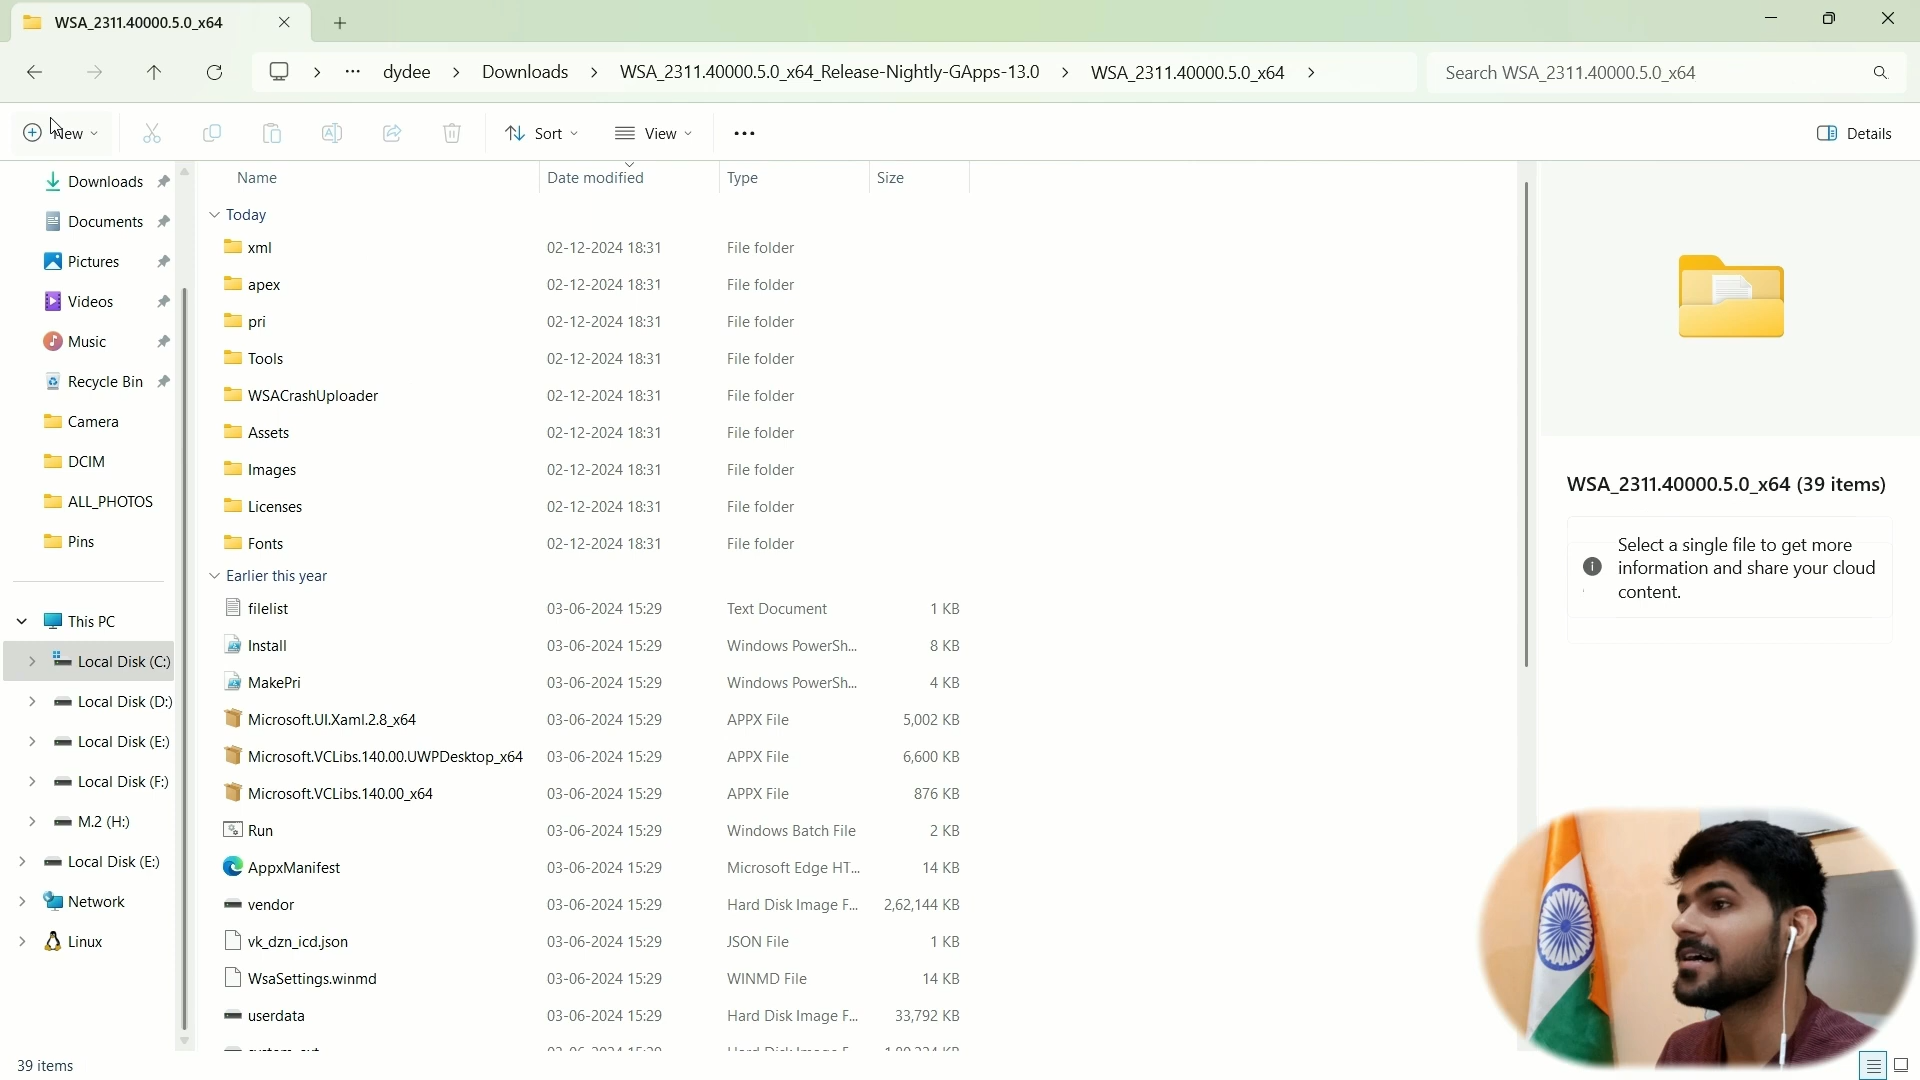 WSA_2311.40000.5.0_x64
dydee > Downloads > WSA_2311.40000.5.0_x64_Release-Nightly-GApps-13.0 > WSA_2311.40000.5.0_x64 >
Search WSA_2311.40000.5.0_x64
New
Sort
View
Details
Downloads
Documents
Pictures
Videos
Music
Recycle Bin
Camera
DCIM
ALL_PHOTOS
Pins
This PC
Local Disk (C:)
Local Disk (D:)
Local Disk (E:)
Local Disk (F:)
M.2 (H:)
Local Disk (E:)
Network
Linux
Name Date modified Type Size
Today
xml 02-12-2024 18:31 File folder
apex 02-12-2024 18:31 File folder
pri 02-12-2024 18:31 File folder
Tools 02-12-2024 18:31 File folder
WSACrashUploader 02-12-2024 18:31 File folder
Assets 02-12-2024 18:31 File folder
Images 02-12-2024 18:31 File folder
Licenses 02-12-2024 18:31 File folder
Fonts 02-12-2024 18:31 File folder
Earlier this year
filelist 03-06-2024 15:29 Text Document 1 KB
Install 03-06-2024 15:29 Windows PowerSh... 8 KB
MakePri 03-06-2024 15:29 Windows PowerSh... 4 KB
Microsoft.UI.Xaml.2.8_x64 03-06-2024 15:29 APPX File 5,002 KB
Microsoft.VCLibs.140.00.UWPDesktop_x64 03-06-2024 15:29 APPX File 6,600 KB
Microsoft.VCLibs.140.00_x64 03-06-2024 15:29 APPX File 876 KB
Run 03-06-2024 15:29 Windows Batch File 2 KB
AppxManifest 03-06-2024 15:29 Microsoft Edge HT... 14 KB
vendor 03-06-2024 15:29 Hard Disk Image F... 2,62,144 KB
vk_dzn_icd.json 03-06-2024 15:29 JSON File 1 KB
WsaSettings.winmd 03-06-2024 15:29 WINMD File 14 KB
userdata 03-06-2024 15:29 Hard Disk Image F... 33,792 KB
WSA_2311.40000.5.0_x64 (39 items)
Select a single file to get more
information and share your cloud
content.
39 items